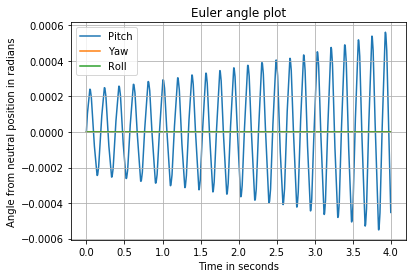 Euler angle plot
Pitch
Yaw
Roll
Angle from neutral position in radians
0.0006
0.0004
0.0002
0.0000
−0.0002
−0.0004
−0.0006
0.0
0.5
1.0
1.5
2.0
2.5
3.0
3.5
4.0
Time in seconds